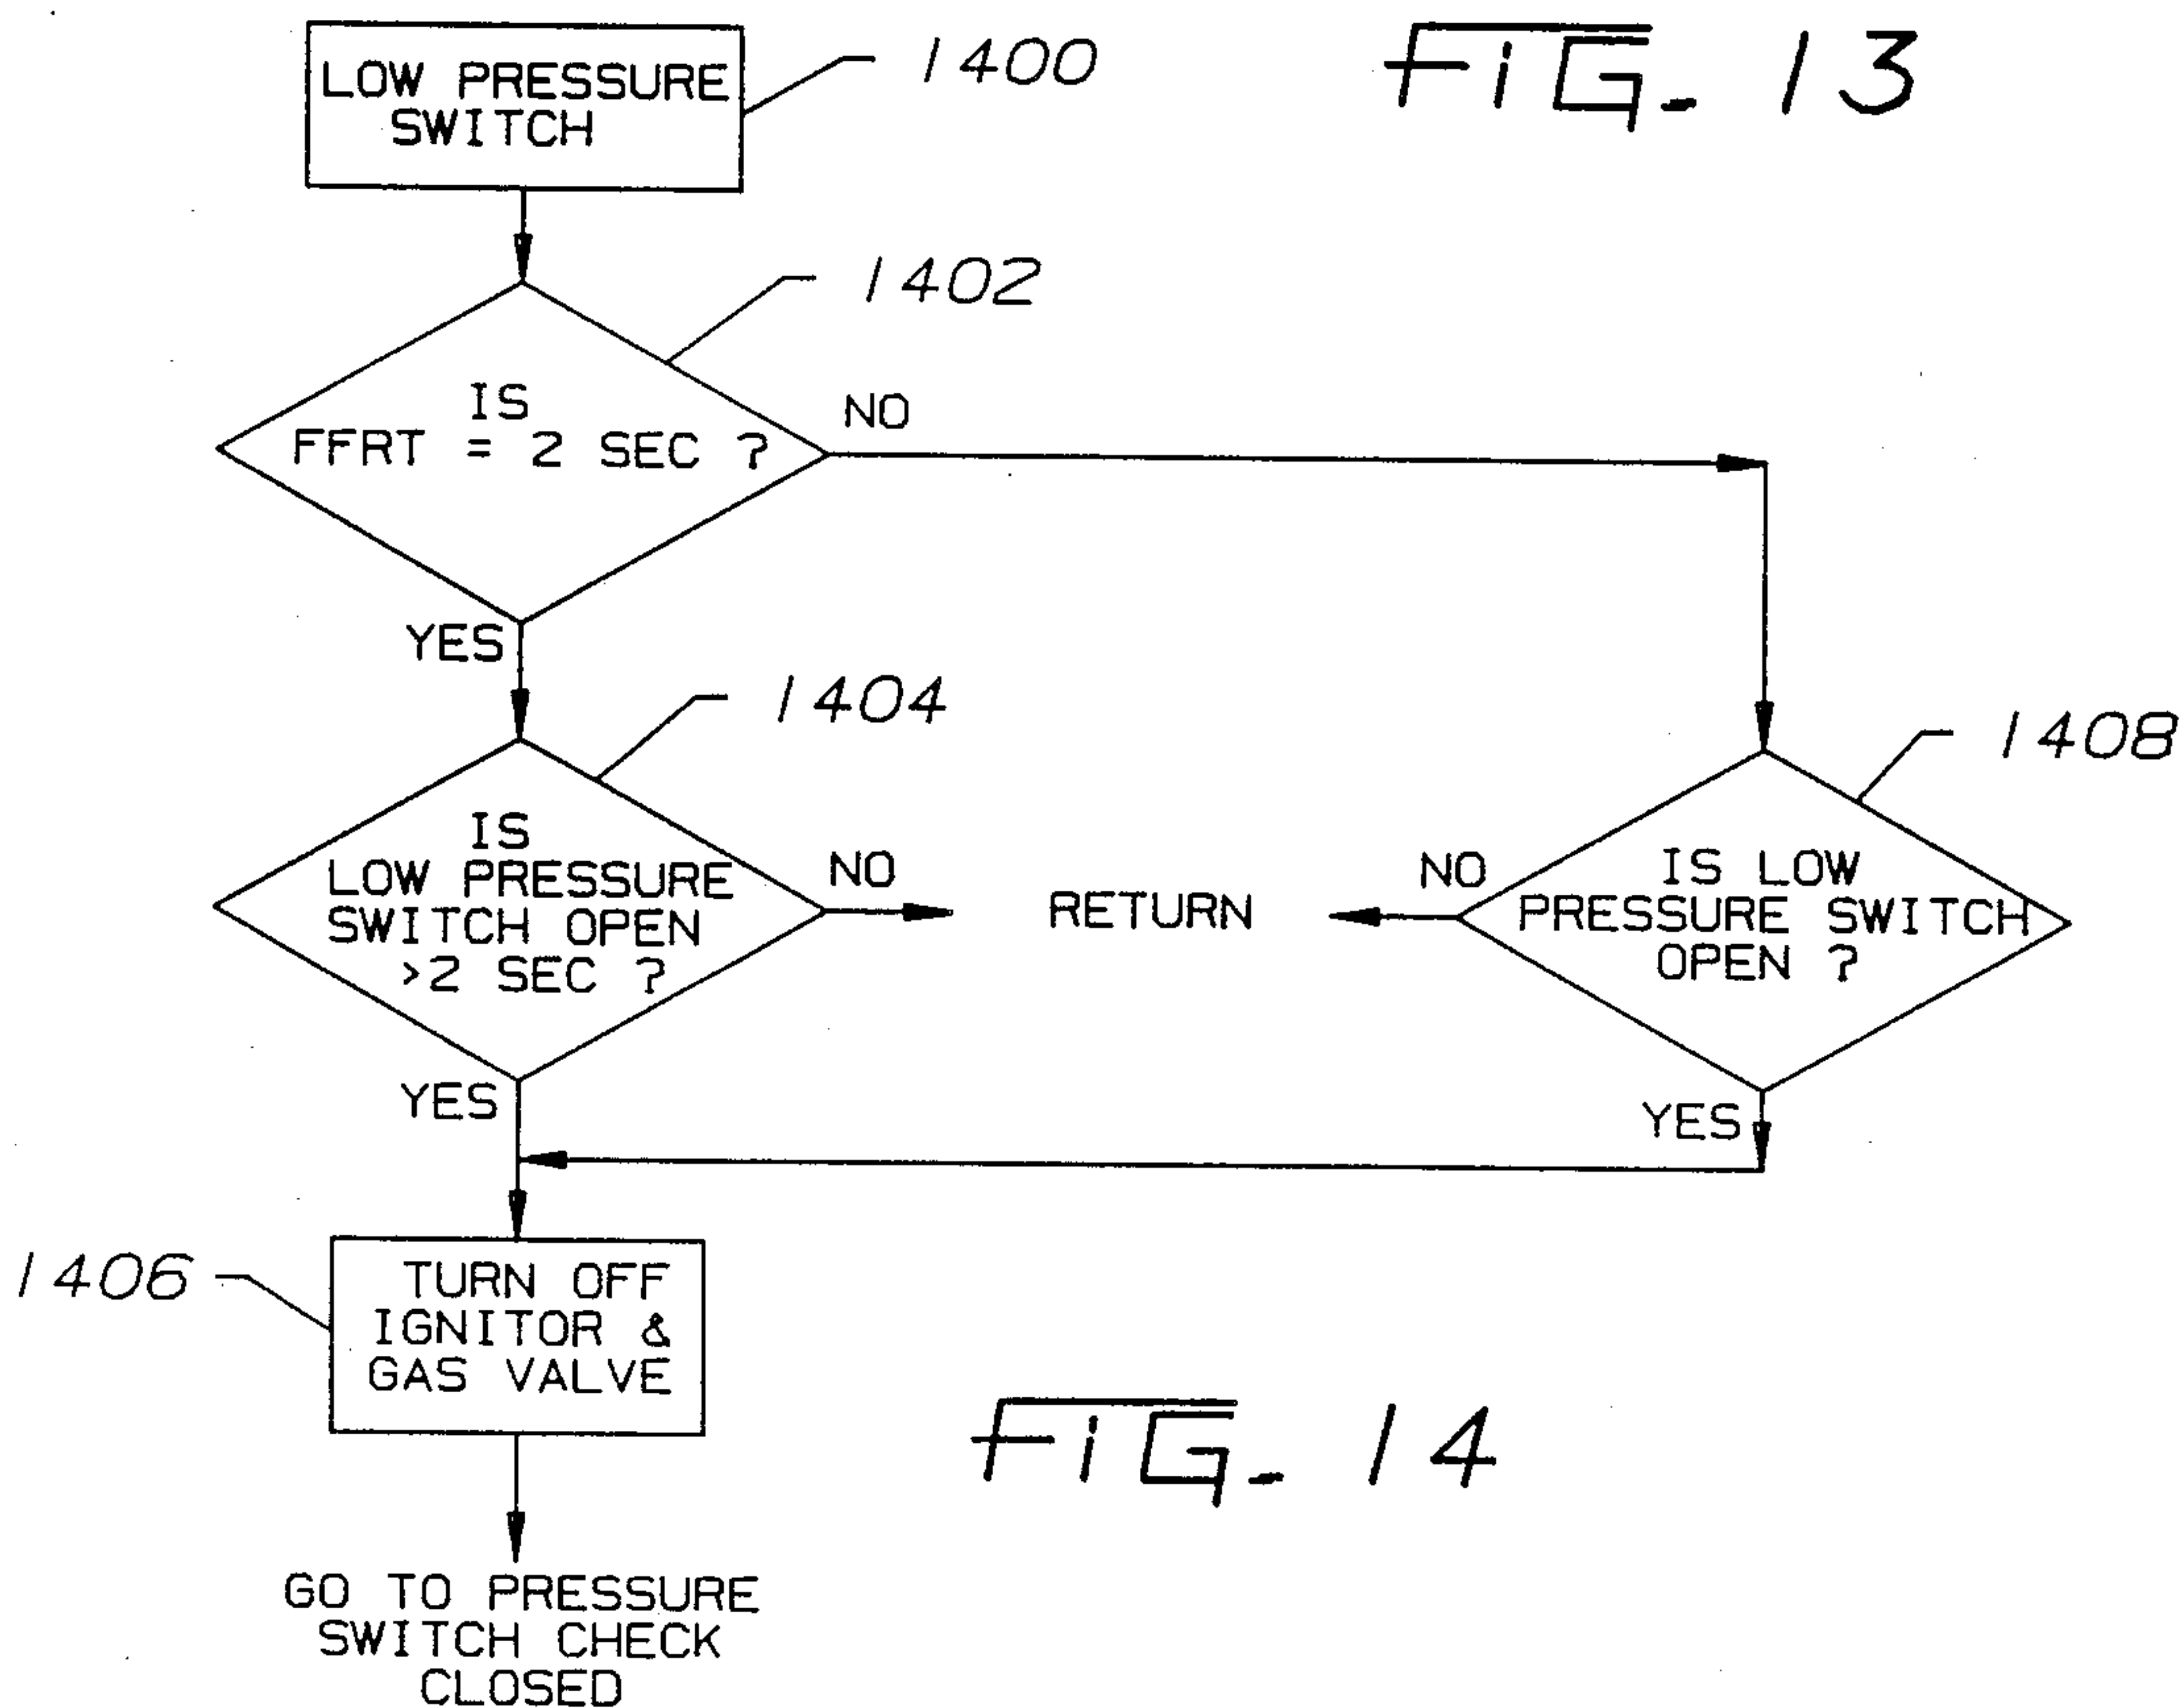 FIG. 13
LOW PRESSURE
SWITCH
1400
1402
IS
FFRT = 2 SEC ?
NO
YES
1404
IS
LOW PRESSURE
SWITCH OPEN
>2 SEC ?
NO
RETURN
1408
NO
IS LOW
PRESSURE SWITCH
OPEN ?
YES
YES
1406
TURN OFF
IGNITOR &
GAS VALVE
FIG. 14
GO TO PRESSURE
SWITCH CHECK
CLOSED